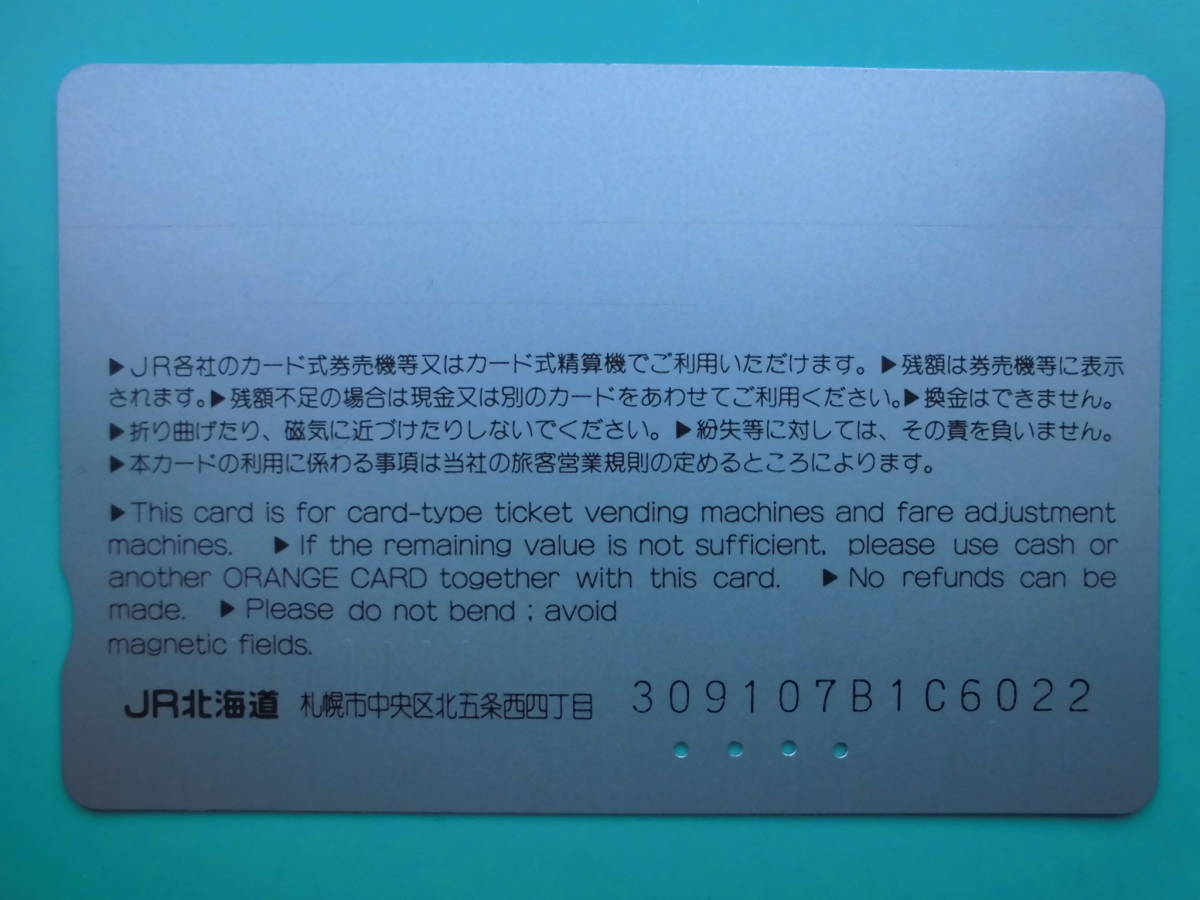 ▶JR各社のカード式券売機等又はカード式精算機でご利用いただけます。▶残額は券売機等に表示
されます。▶残額不足の場合は現金又は別のカードをあわせてご利用ください。▶換金はできません。
▶折り曲げたり、磁気に近づけたりしないでください。▶紛失等に対しては、その責を負いません。
▶本カードの利用に係わる事項は当社の旅客営業規則の定めるところによります。
▶This card is for card-type ticket vending machines and fare adjustment
machines. ▶If the remaining value is not sufficient, please use cash or
another ORANGE CARD together with this card. ▶No refunds can be
made. ▶Please do not bend ; avoid
magnetic fields.
JR北海道 札幌市中央区北五条西四丁目 309107B1C6022